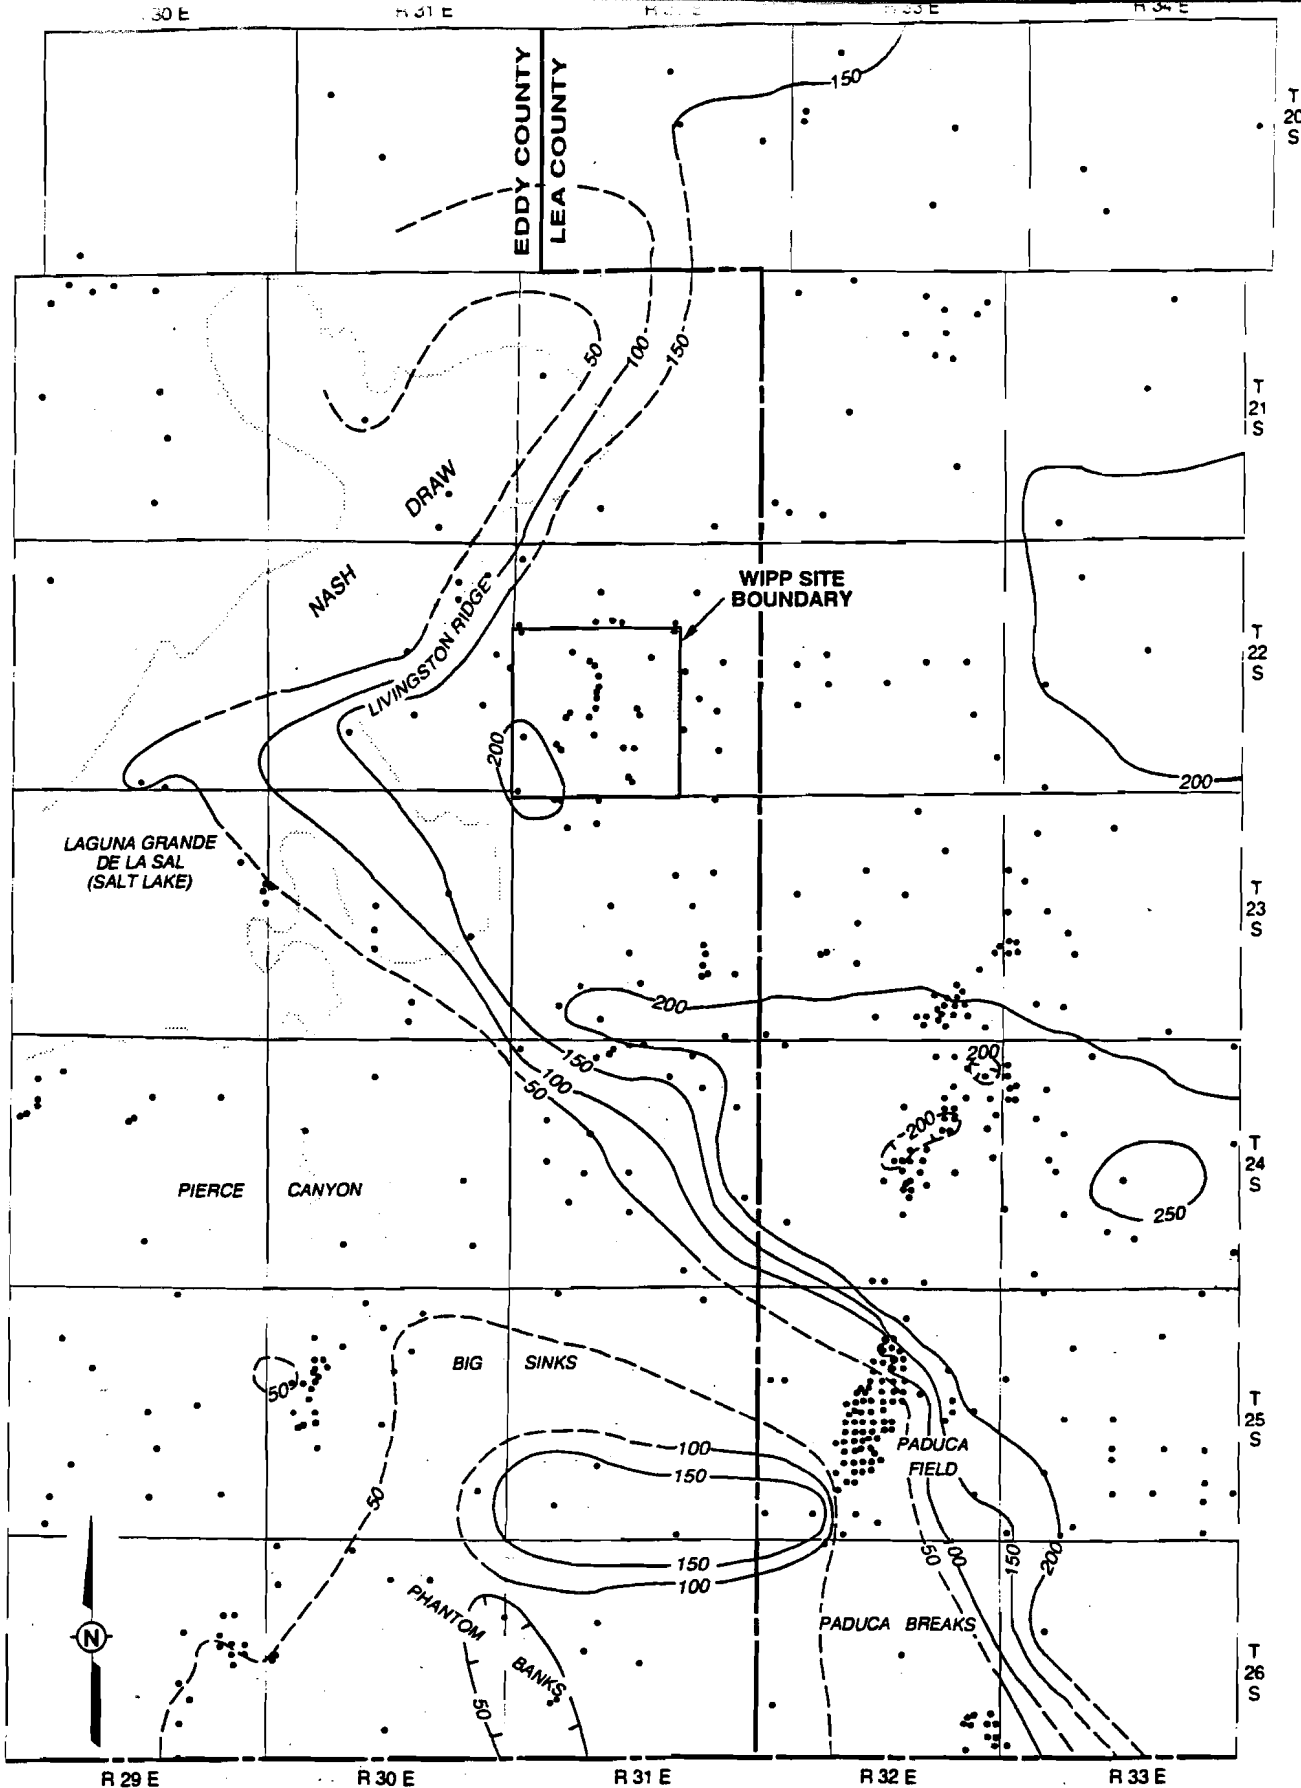 30 E
R 31 E
R 33 E
R 34 E
EDDY COUNTY
LEA COUNTY
150
T
20
S
50
100
150
T
21
S
DRAW
NASH
LIVINGSTON RIDGE
WIPP SITE
BOUNDARY
T
22
S
200
200
LAGUNA GRANDE
DE LA SAL
(SALT LAKE)
T
23
S
200
150
100
50
200
200
T
24
S
PIERCE CANYON
250
BIG SINKS
50
T
25
S
PADUCA
FIELD
100
150
50
150
100
50
100
150
200
PHANTOM
BANKS
50
PADUCA BREAKS
N
T
26
S
R 29 E
R 30 E
R 31 E
R 32 E
R 33 E